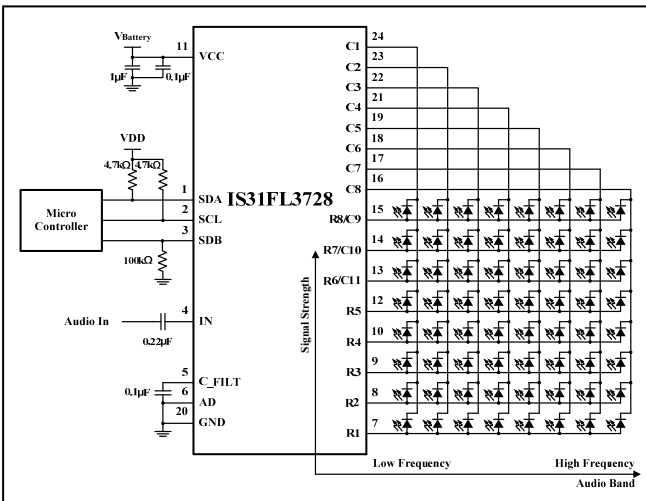 VBattery
11
VCC
1µF
0.1µF
VDD
4.7kΩ
4.7kΩ
Micro
Controller
1
SDA
2
SCL
3
SDB
100kΩ
Audio In
0.22µF
4
IN
0.1µF
5
C_FILT
6
AD
20
GND
IS31FL3728
C1
24
C2
23
C3
22
C4
21
C5
19
C6
18
C7
17
C8
16
R8/C9
15
R7/C10
14
R6/C11
13
R5
12
R4
10
R3
9
R2
8
R1
7
Signal Strength
Low Frequency
High Frequency
Audio Band